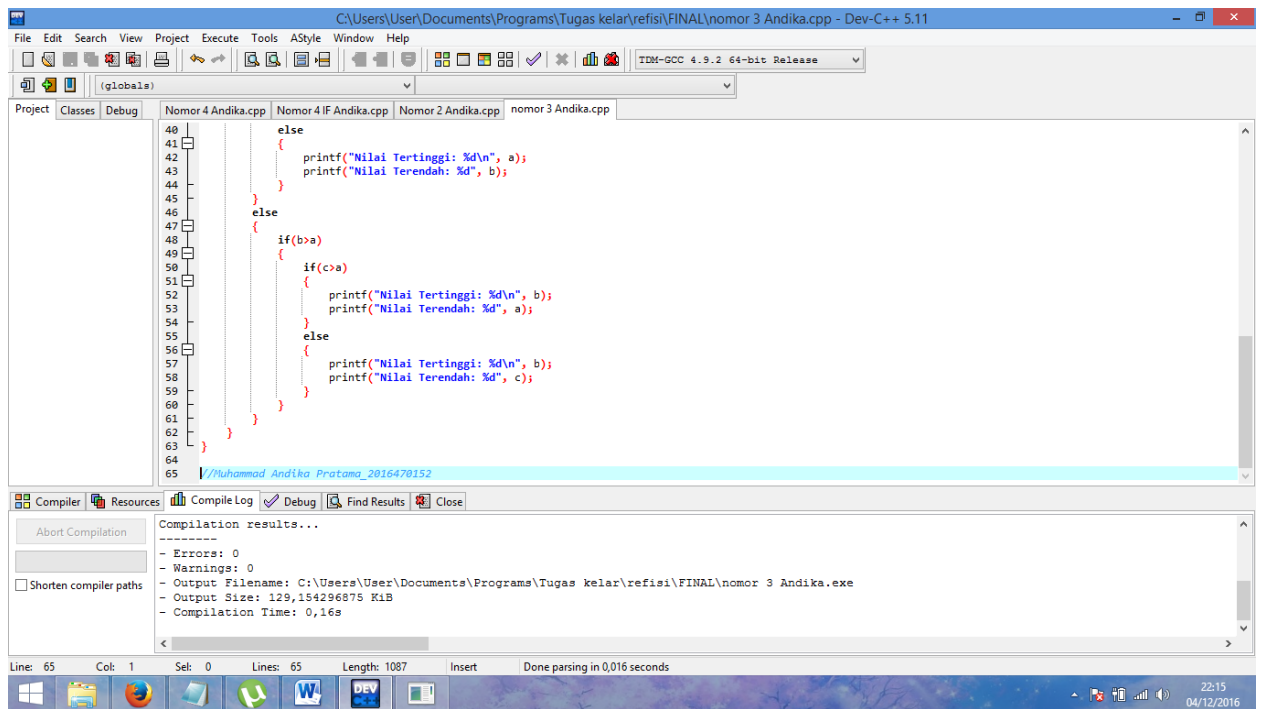 C:\Users\User\Documents\Programs\Tugas kelar\refisi\FINAL\nomor 3 Andika.cpp - Dev-C++ 5.11
File Edit Search View Project Execute Tools AStyle Window Help
TDM-GCC 4.9.2 64-bit Release
(globals)
Project Classes Debug Nomor 4 Andika.cpp Nomor 4 IF Andika.cpp Nomor 2 Andika.cpp nomor 3 Andika.cpp
40 else
41 {
42 printf("Nilai Tertinggi: %d\n", a);
43 printf("Nilai Terendah: %d", b);
44 }
45 }
46 else
47 {
48 if(b>a)
49 {
50 if(c>a)
51 {
52 printf("Nilai Tertinggi: %d\n", b);
53 printf("Nilai Terendah: %d", a);
54 }
55 else
56 {
57 printf("Nilai Tertinggi: %d\n", b);
58 printf("Nilai Terendah: %d", c);
59 }
60 }
61 }
62 }
63 }
64
65 //Muhammad Andika Pratama_2016470152
Compiler Resources Compile Log Debug Find Results Close
Abort Compilation
Shorten compiler paths
Compilation results...
--------
- Errors: 0
- Warnings: 0
- Output Filename: C:\Users\User\Documents\Programs\Tugas kelar\refisi\FINAL\nomor 3 Andika.exe
- Output Size: 129,154296875 KiB
- Compilation Time: 0,16s
Line: 65 Col: 1 Sel: 0 Lines: 65 Length: 1087 Insert Done parsing in 0,016 seconds
DEV
22:15
04/12/2016